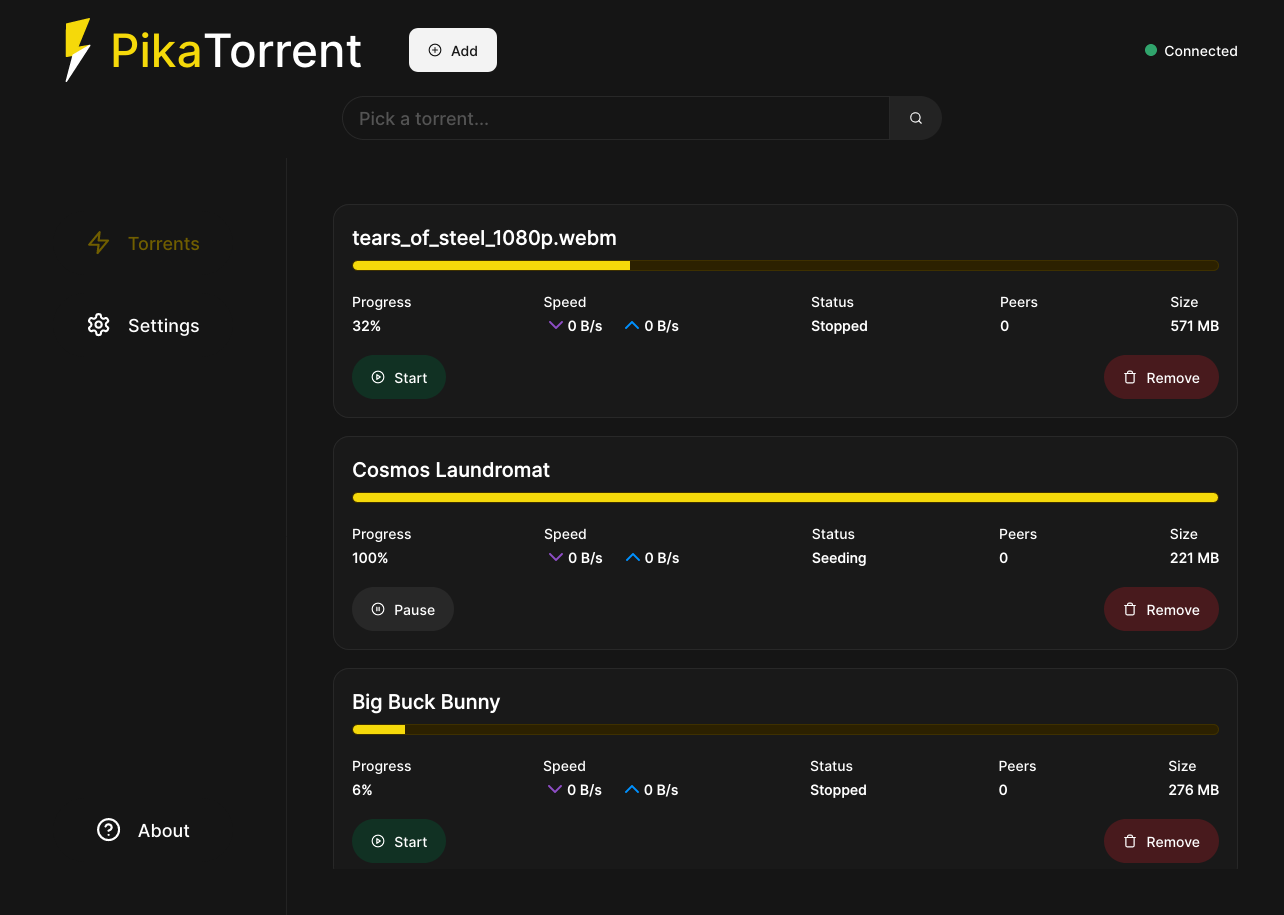 PikaTorrent
Add
Connected
Pick a torrent...
Torrents
Settings
About
tears_of_steel_1080p.webm
Progress Speed Status Peers Size
32% 0 B/s 0 B/s Stopped 0 571 MB
Start Remove
Cosmos Laundromat
Progress Speed Status Peers Size
100% 0 B/s 0 B/s Seeding 0 221 MB
Pause Remove
Big Buck Bunny
Progress Speed Status Peers Size
6% 0 B/s 0 B/s Stopped 0 276 MB
Start Remove